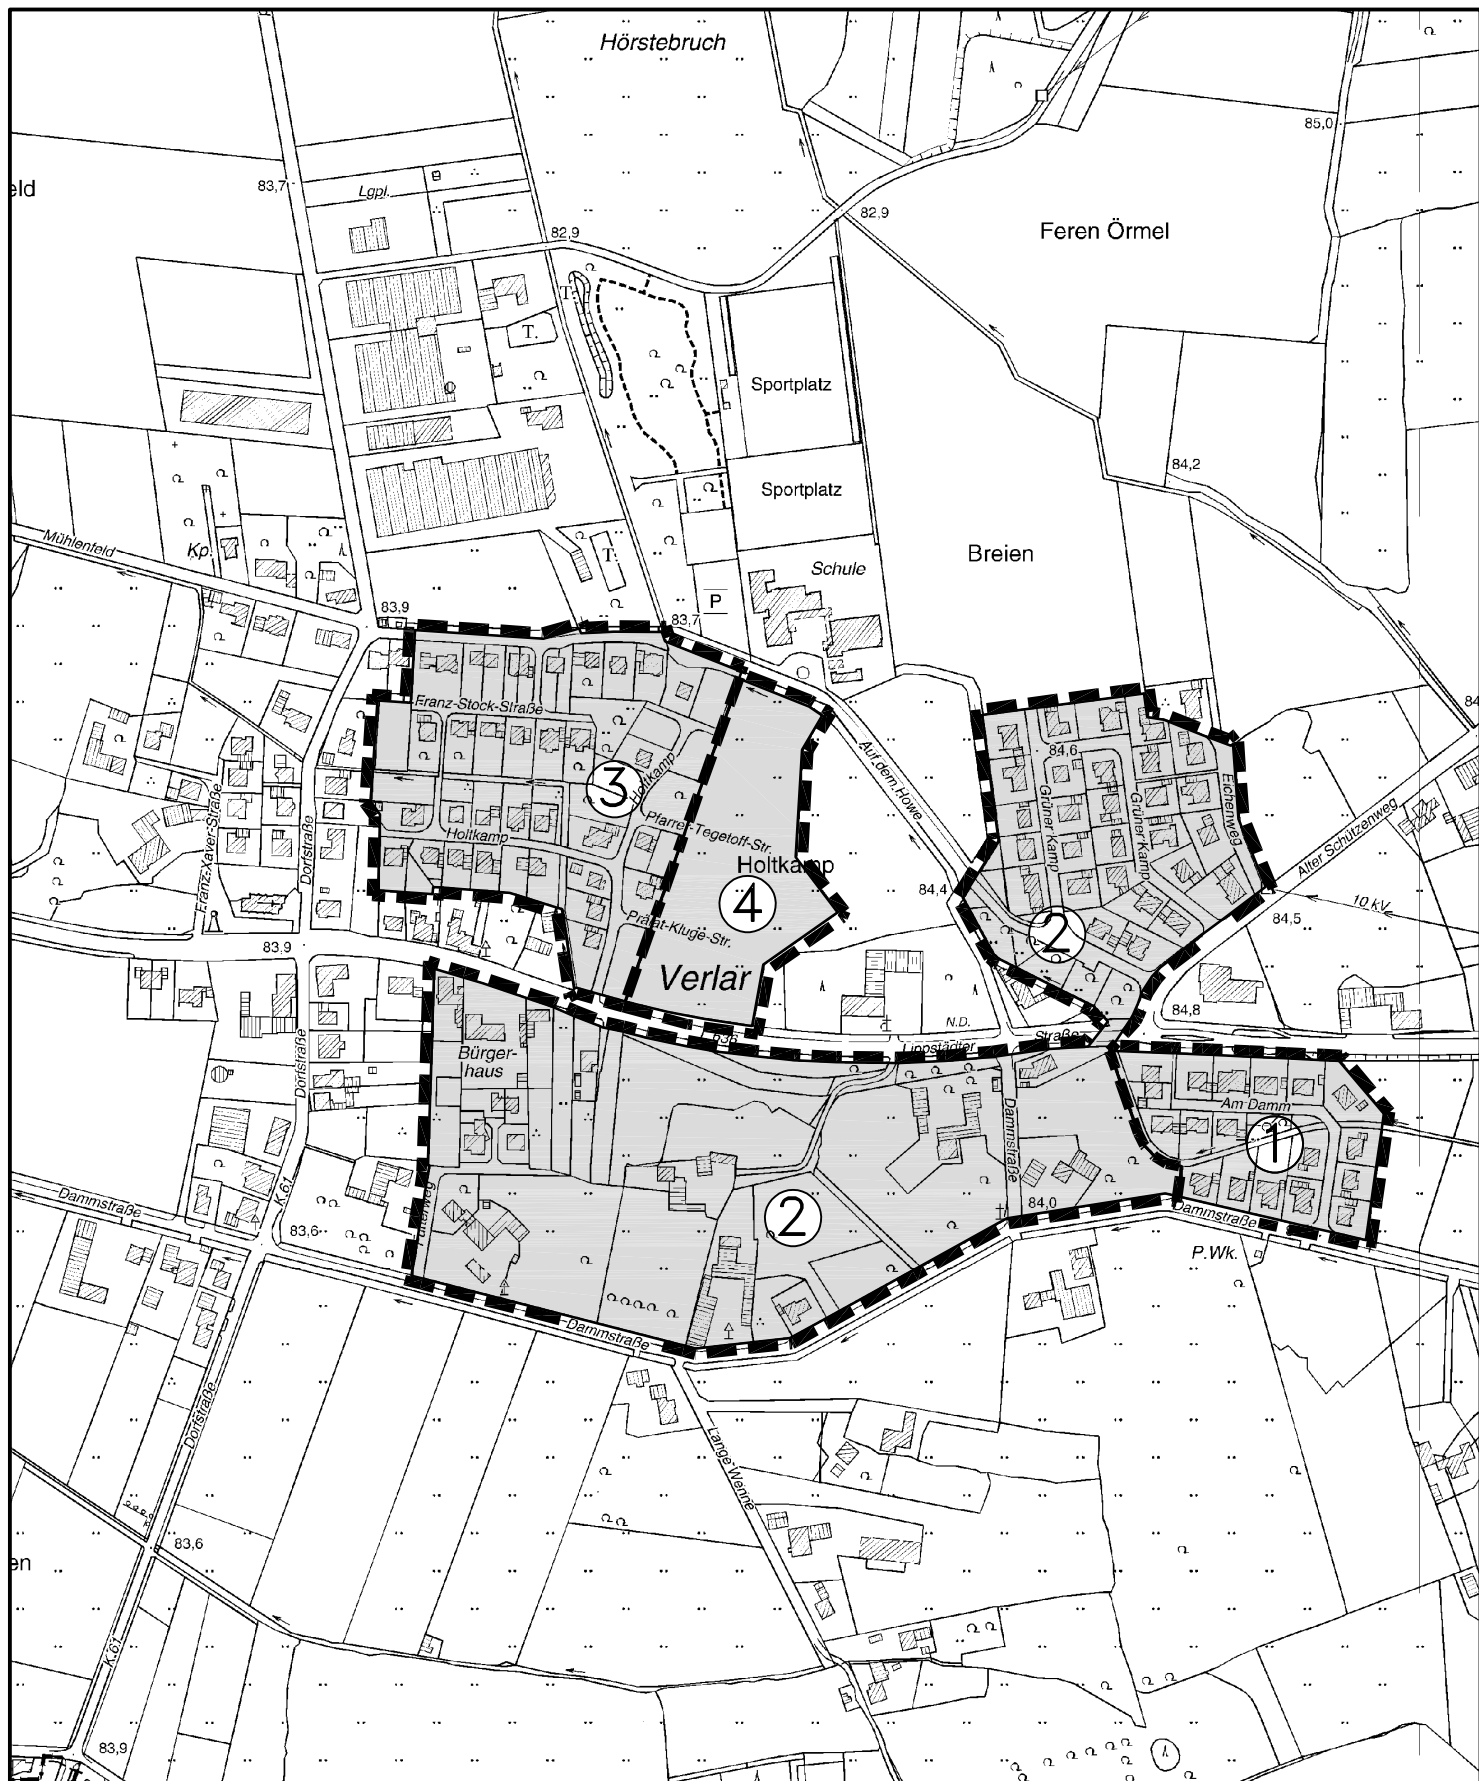 Hörstebruch
85,0
eld
83,7
Lgpl.
82,9
82,9
Feren Örmel
T.
T.
Sportplatz
84,2
Sportplatz
Mühlenfeld
Kp.
T.
Schule
Breien
P
83,9
83,7
84
Franz-Stock-Straße
Auf dem Howe
84,6
3
Holtkamp
Grüner Kamp
Grüner Kamp
Eichenweg
Franz-Xaver-Straße
Dorfstraße
Holtkamp
Pfarrer-Tegetoff-Str.
Alter Schützenweg
Holtkamp
84,4
4
10 kV
84,5
Prälat-Kluge-Str.
2
83,9
Verlar
84,8
N.D.
Lippstädter
Straße
Bürger-
haus
Dorfstraße
Am Damm
Dammstraße
1
K.61
Dammstraße
83,6
2
84,0
Dammstraße
P.Wk.
Dammstraße
Dorfstraße
Lange Wenne
83,6
en
K.61
83,9